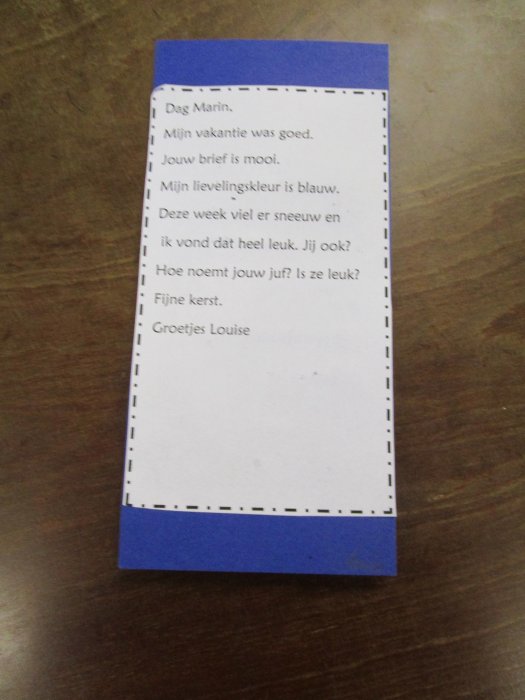 Dag Marin,
Mijn vakantie was goed.
Jouw brief is mooi.
Mijn lievelingskleur is blauw.
Deze week viel er sneeuw en
ik vond dat heel leuk. Jij ook?
Hoe noemt jouw juf? Is ze leuk?
Fijne kerst.
Groetjes Louise